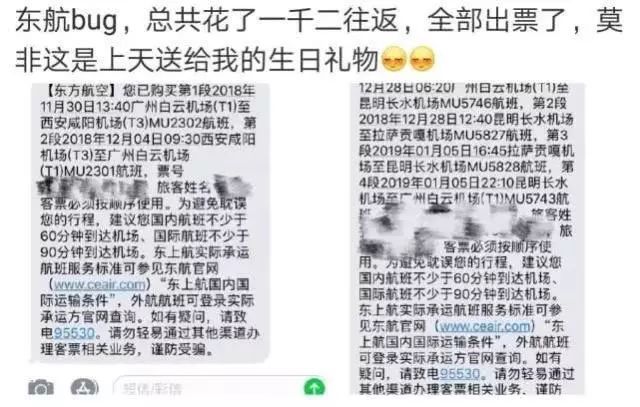 东航bug，总共花了一千二往返，全部出票了，莫
非这是上天送给我的生日礼物
【东方航空】您已购买第1段2018年
11月30日13:40广州白云机场(T1)至
西安咸阳机场(T3)MU2302航班，第
2段2018年12月04日09:30西安咸阳
机场(T3)至广州白云机场
(T1)MU2301航班，票号
旅客姓名
客票必须按顺序使用。为避免耽误
您的行程，建议您国内航班不少于
60分钟到达机场、国际航班不少于
90分钟到达机场。东上航实际承运
航班服务标准可参见东航官网
（www.ceair.com）“东上航国内国
际运输条件”，外航航班可登录实际
承运方官网查询。如有疑问，请致
电95530。请勿轻易通过其他渠道办
理客票相关业务，谨防受骗。
短信/彩信
12月28日06:20广州白云机场(T1)至
昆明长水机场MU5746航班，第2段
2018年12月28日12:40昆明长水机场
至拉萨贡嘎机场MU5827航班，第3
段2019年01月05日16:45拉萨贡嘎机
场至昆明长水机场MU5828航班，第
4段2019年01月05日22:10昆明长水
机场至广州白云机场(T1)MU5743航
旅客姓
客票必须按顺序使
用。为避免耽误您的行程，建议您
国内航班不少于60分钟到达机场、
国际航班不少于90分钟到达机场。
东上航实际承运航班服务标准可参
见东航官网（www.ceair.com）“东
上航国内国际运输条件”，外航航班
可登录实际承运方官网查询。如有
疑问，请致电95530。请勿轻易通过
其他渠道办理客票相关业务，谨防